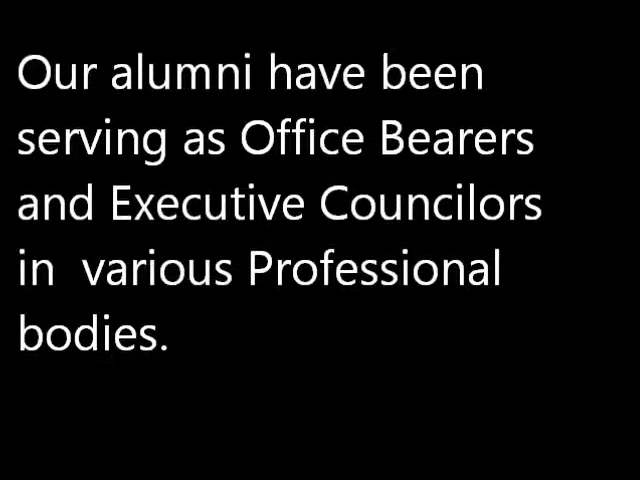 Our alumni have been
serving as Office Bearers
and Executive Councilors
in  various Professional
bodies.